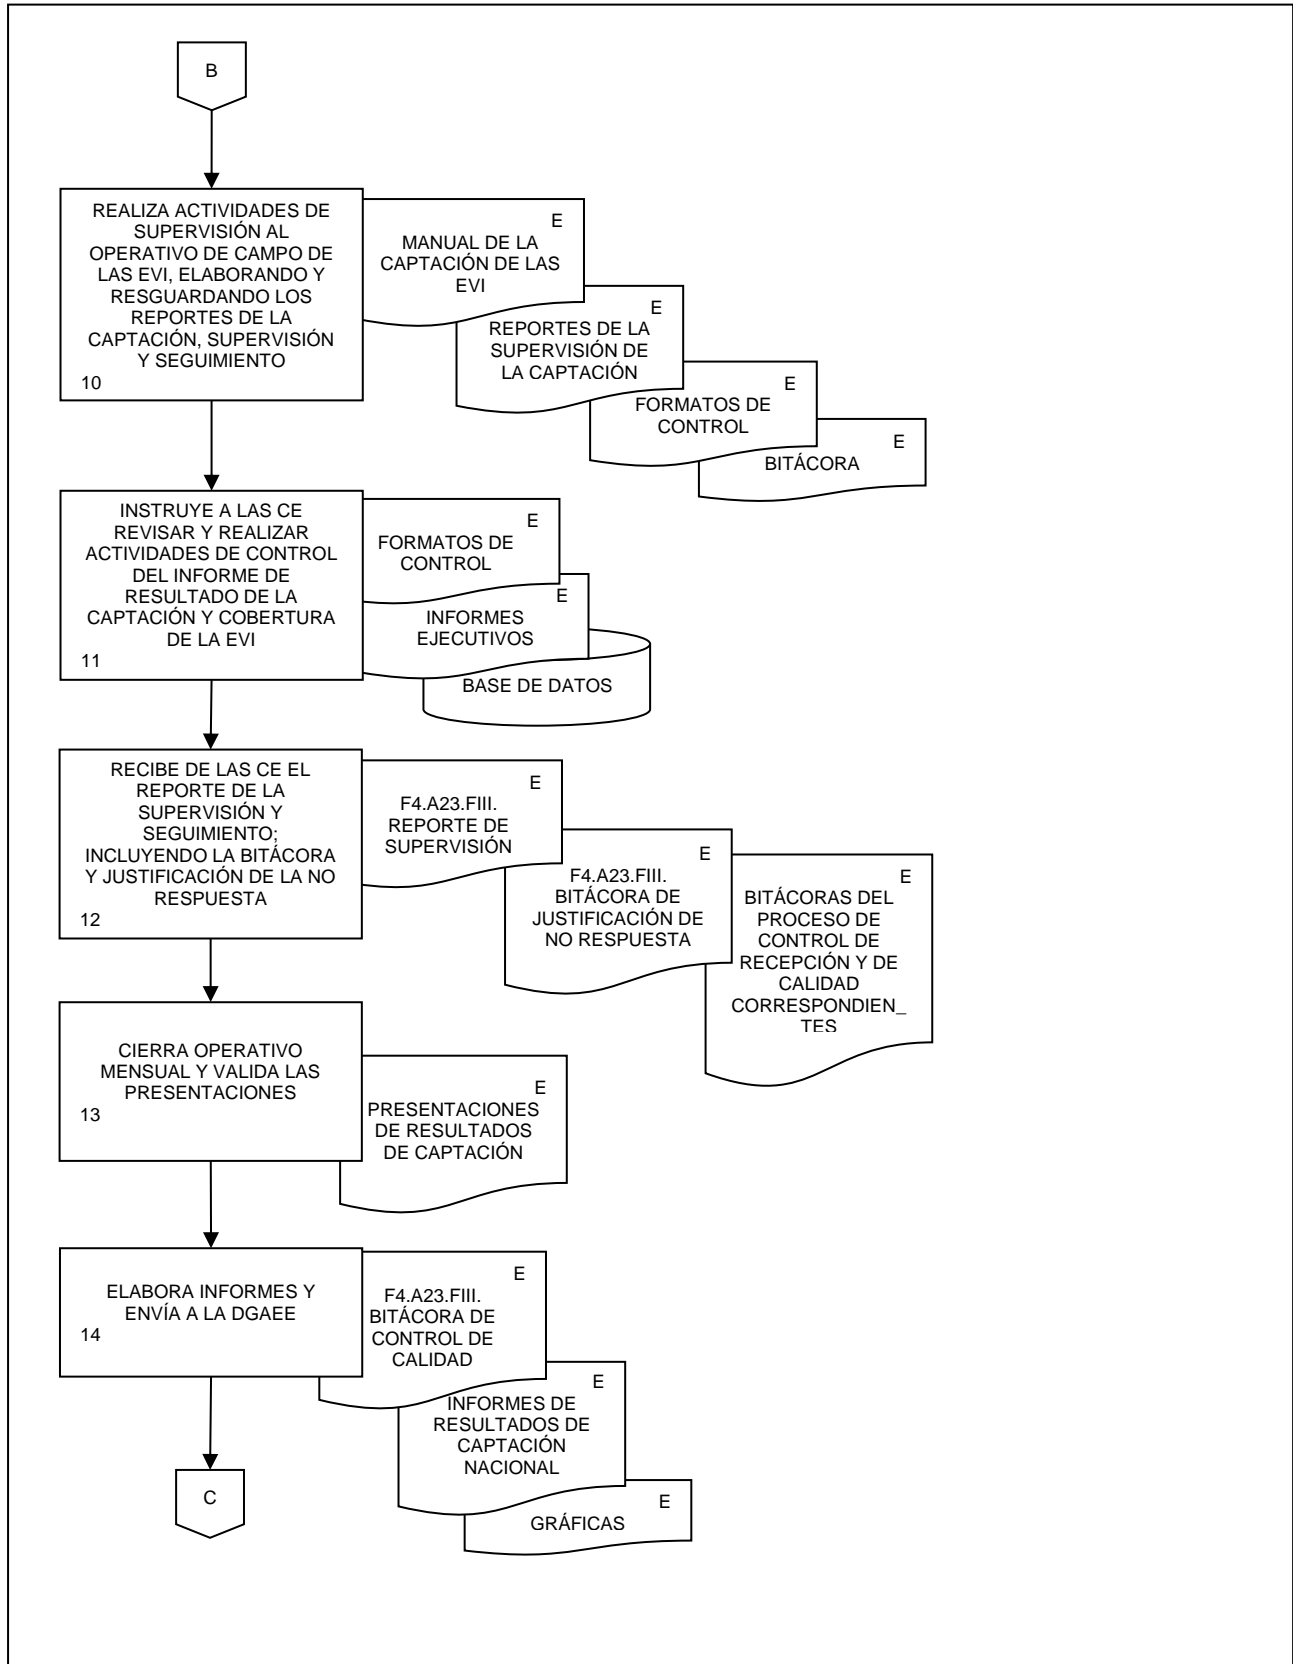 B
REALIZA ACTIVIDADES DE
SUPERVISIÓN AL
OPERATIVO DE CAMPO DE
LAS EVI, ELABORANDO Y
RESGUARDANDO LOS
REPORTES DE LA
CAPTACIÓN, SUPERVISIÓN
Y SEGUIMIENTO
10
E
MANUAL DE LA
CAPTACIÓN DE LAS
EVI
E
REPORTES DE LA
SUPERVISIÓN DE
LA CAPTACIÓN
E
FORMATOS DE
CONTROL
E
BITÁCORA
INSTRUYE A LAS CE
REVISAR Y REALIZAR
ACTIVIDADES DE CONTROL
DEL INFORME DE
RESULTADO DE LA
CAPTACIÓN Y COBERTURA
DE LA EVI
11
E
FORMATOS DE
CONTROL
E
INFORMES
EJECUTIVOS
BASE DE DATOS
RECIBE DE LAS CE EL
REPORTE DE LA
SUPERVISIÓN Y
SEGUIMIENTO;
INCLUYENDO LA BITÁCORA
Y JUSTIFICACIÓN DE LA NO
RESPUESTA
12
E
F4.A23.FIII.
REPORTE DE
SUPERVISIÓN
E
F4.A23.FIII.
BITÁCORA DE
JUSTIFICACIÓN DE
NO RESPUESTA
E
BITÁCORAS DEL
PROCESO DE
CONTROL DE
RECEPCIÓN Y DE
CALIDAD
CORRESPONDIEN_
TES
CIERRA OPERATIVO
MENSUAL Y VALIDA LAS
PRESENTACIONES
13
E
PRESENTACIONES
DE RESULTADOS
DE CAPTACIÓN
ELABORA INFORMES Y
ENVÍA A LA DGAEE
14
E
F4.A23.FIII.
BITÁCORA DE
CONTROL DE
CALIDAD
E
INFORMES DE
RESULTADOS DE
CAPTACIÓN
NACIONAL
E
GRÁFICAS
C